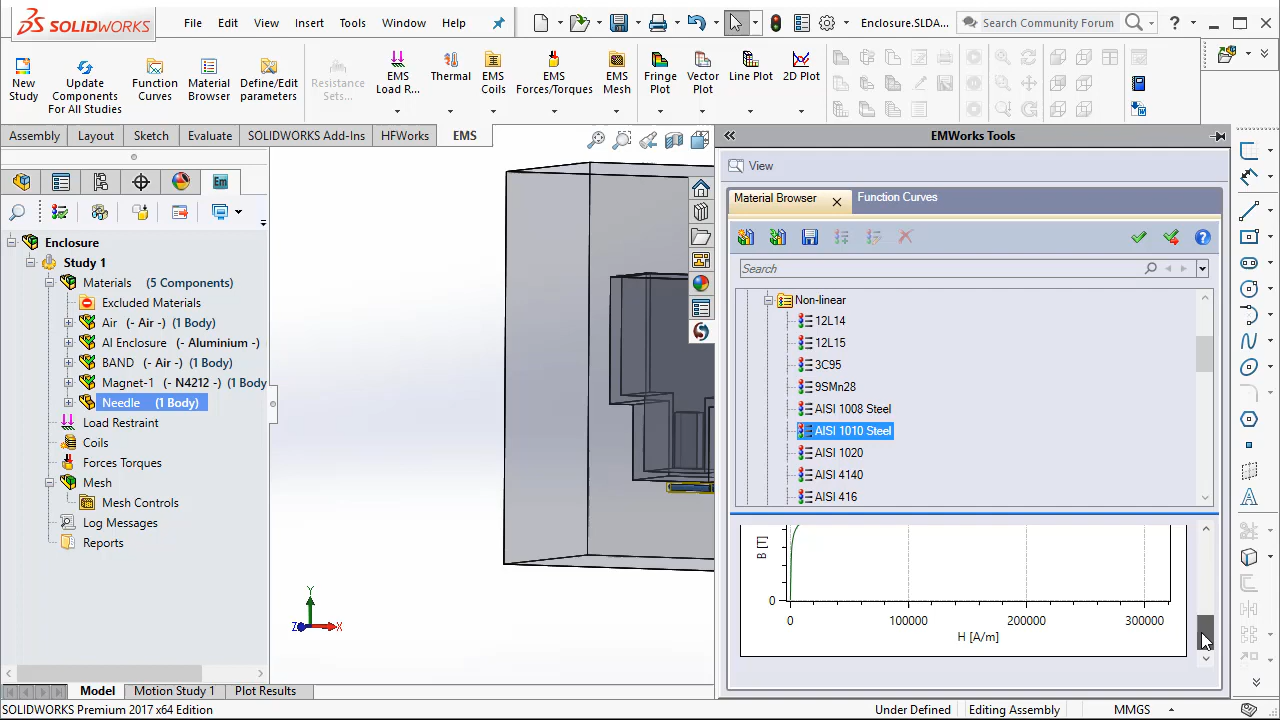 SOLIDWORKS
File Edit View Insert Tools Window Help
Enclosure.SLDA...
Search Community Forum
New Study
Update Components For All Studies
Function Curves
Material Browser
Define/Edit parameters
Resistance Sets...
EMS Load R...
Thermal
EMS Coils
EMS Forces/Torques
EMS Mesh
Fringe Plot
Vector Plot
Line Plot
2D Plot
Assembly Layout Sketch Evaluate SOLIDWORKS Add-Ins HFWorks EMS
EMWorks Tools
View
Material Browser
Function Curves
Em
Search
Enclosure
Study 1
Materials (5 Components)
Excluded Materials
Air (- Air -) (1 Body)
Al Enclosure (- Aluminium -)
BAND (- Air -) (1 Body)
Magnet-1 (- N4212 -) (1 Body
Needle (1 Body)
Load Restraint
Coils
Forces Torques
Mesh
Mesh Controls
Log Messages
Reports
Non-linear
12L14
12L15
3C95
9SMn28
AISI 1008 Steel
AISI 1010 Steel
AISI 1020
AISI 4140
AISI 416
B [T]
0
0 100000 200000 300000
H [A/m]
Y
Z X
Model Motion Study 1 Plot Results
SOLIDWORKS Premium 2017 x64 Edition
Under Defined Editing Assembly MMGS